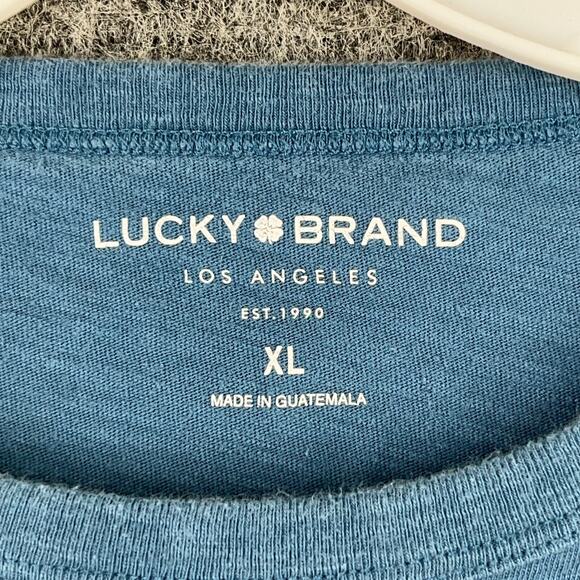 LUCKY BRAND
LOS ANGELES
EST.1990
XL
MADE IN GUATEMALA